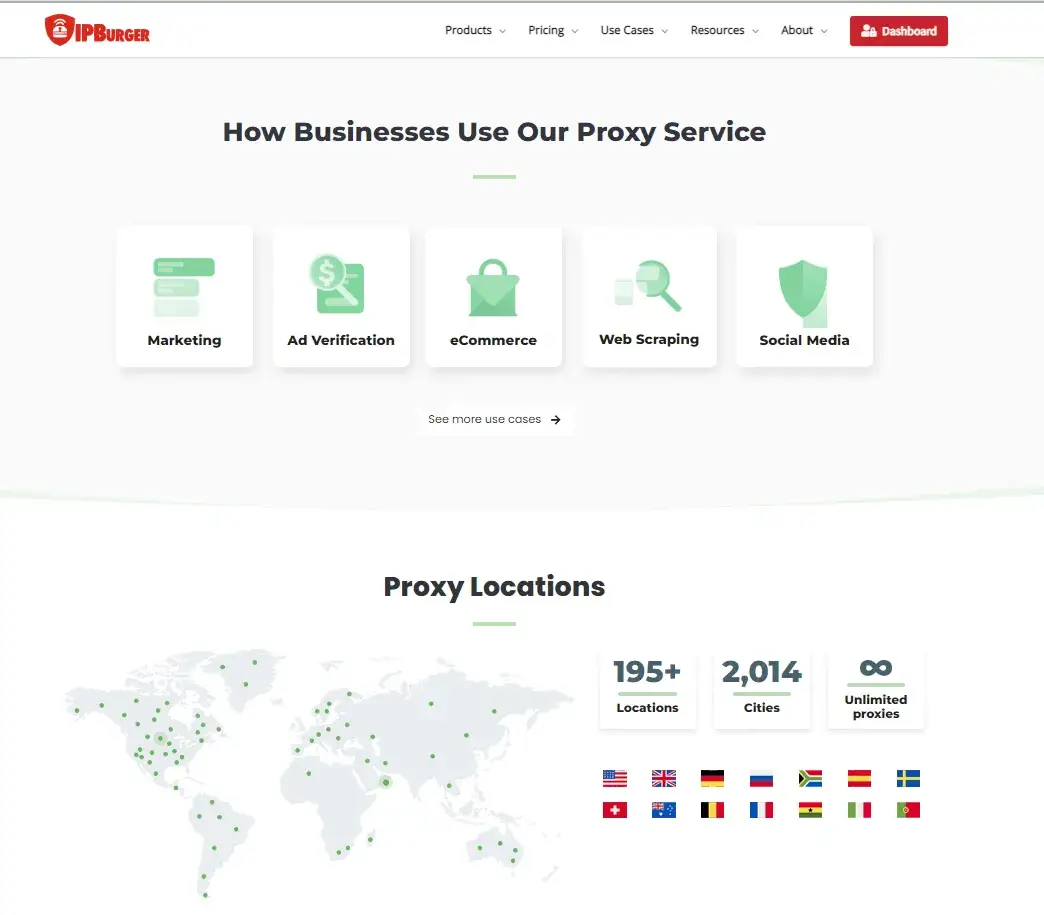 IPBURGER
Products
Pricing
Use Cases
Resources
About
Dashboard
How Businesses Use Our Proxy Service
$
Marketing
Ad Verification
eCommerce
Web Scraping
Social Media
See more use cases →
Proxy Locations
195+
Locations
2,014
Cities
∞
Unlimited
proxies